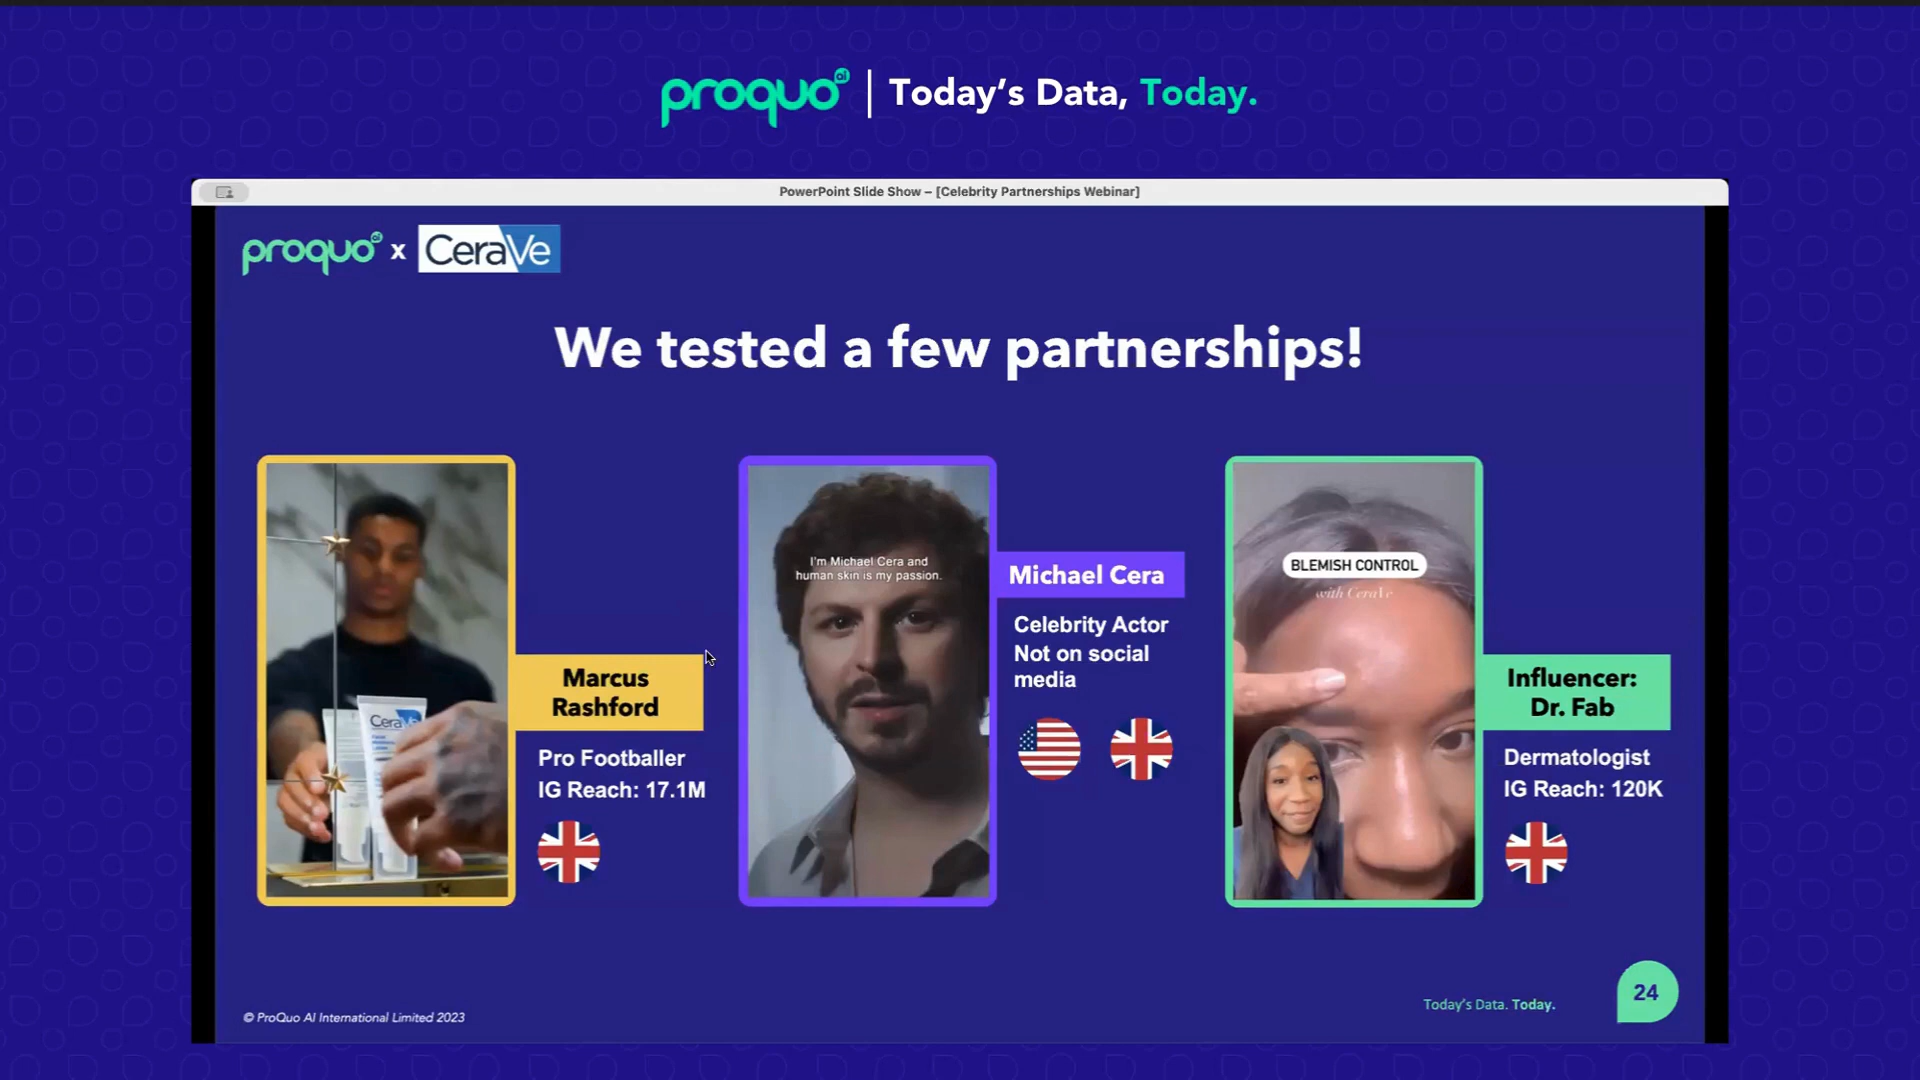 proquo ai | Today's Data, Today.
PowerPoint Slide Show – [Celebrity Partnerships Webinar]
proquo ai x CeraVe
We tested a few partnerships!
CeraVe
Marcus
Rashford
Pro Footballer
IG Reach: 17.1M
I'm Michael Cera and
human skin is my passion.
Michael Cera
Celebrity Actor
Not on social
media
BLEMISH CONTROL
with CeraVe
Influencer:
Dr. Fab
Dermatologist
IG Reach: 120K
© ProQuo AI International Limited 2023
Today's Data. Today.
24